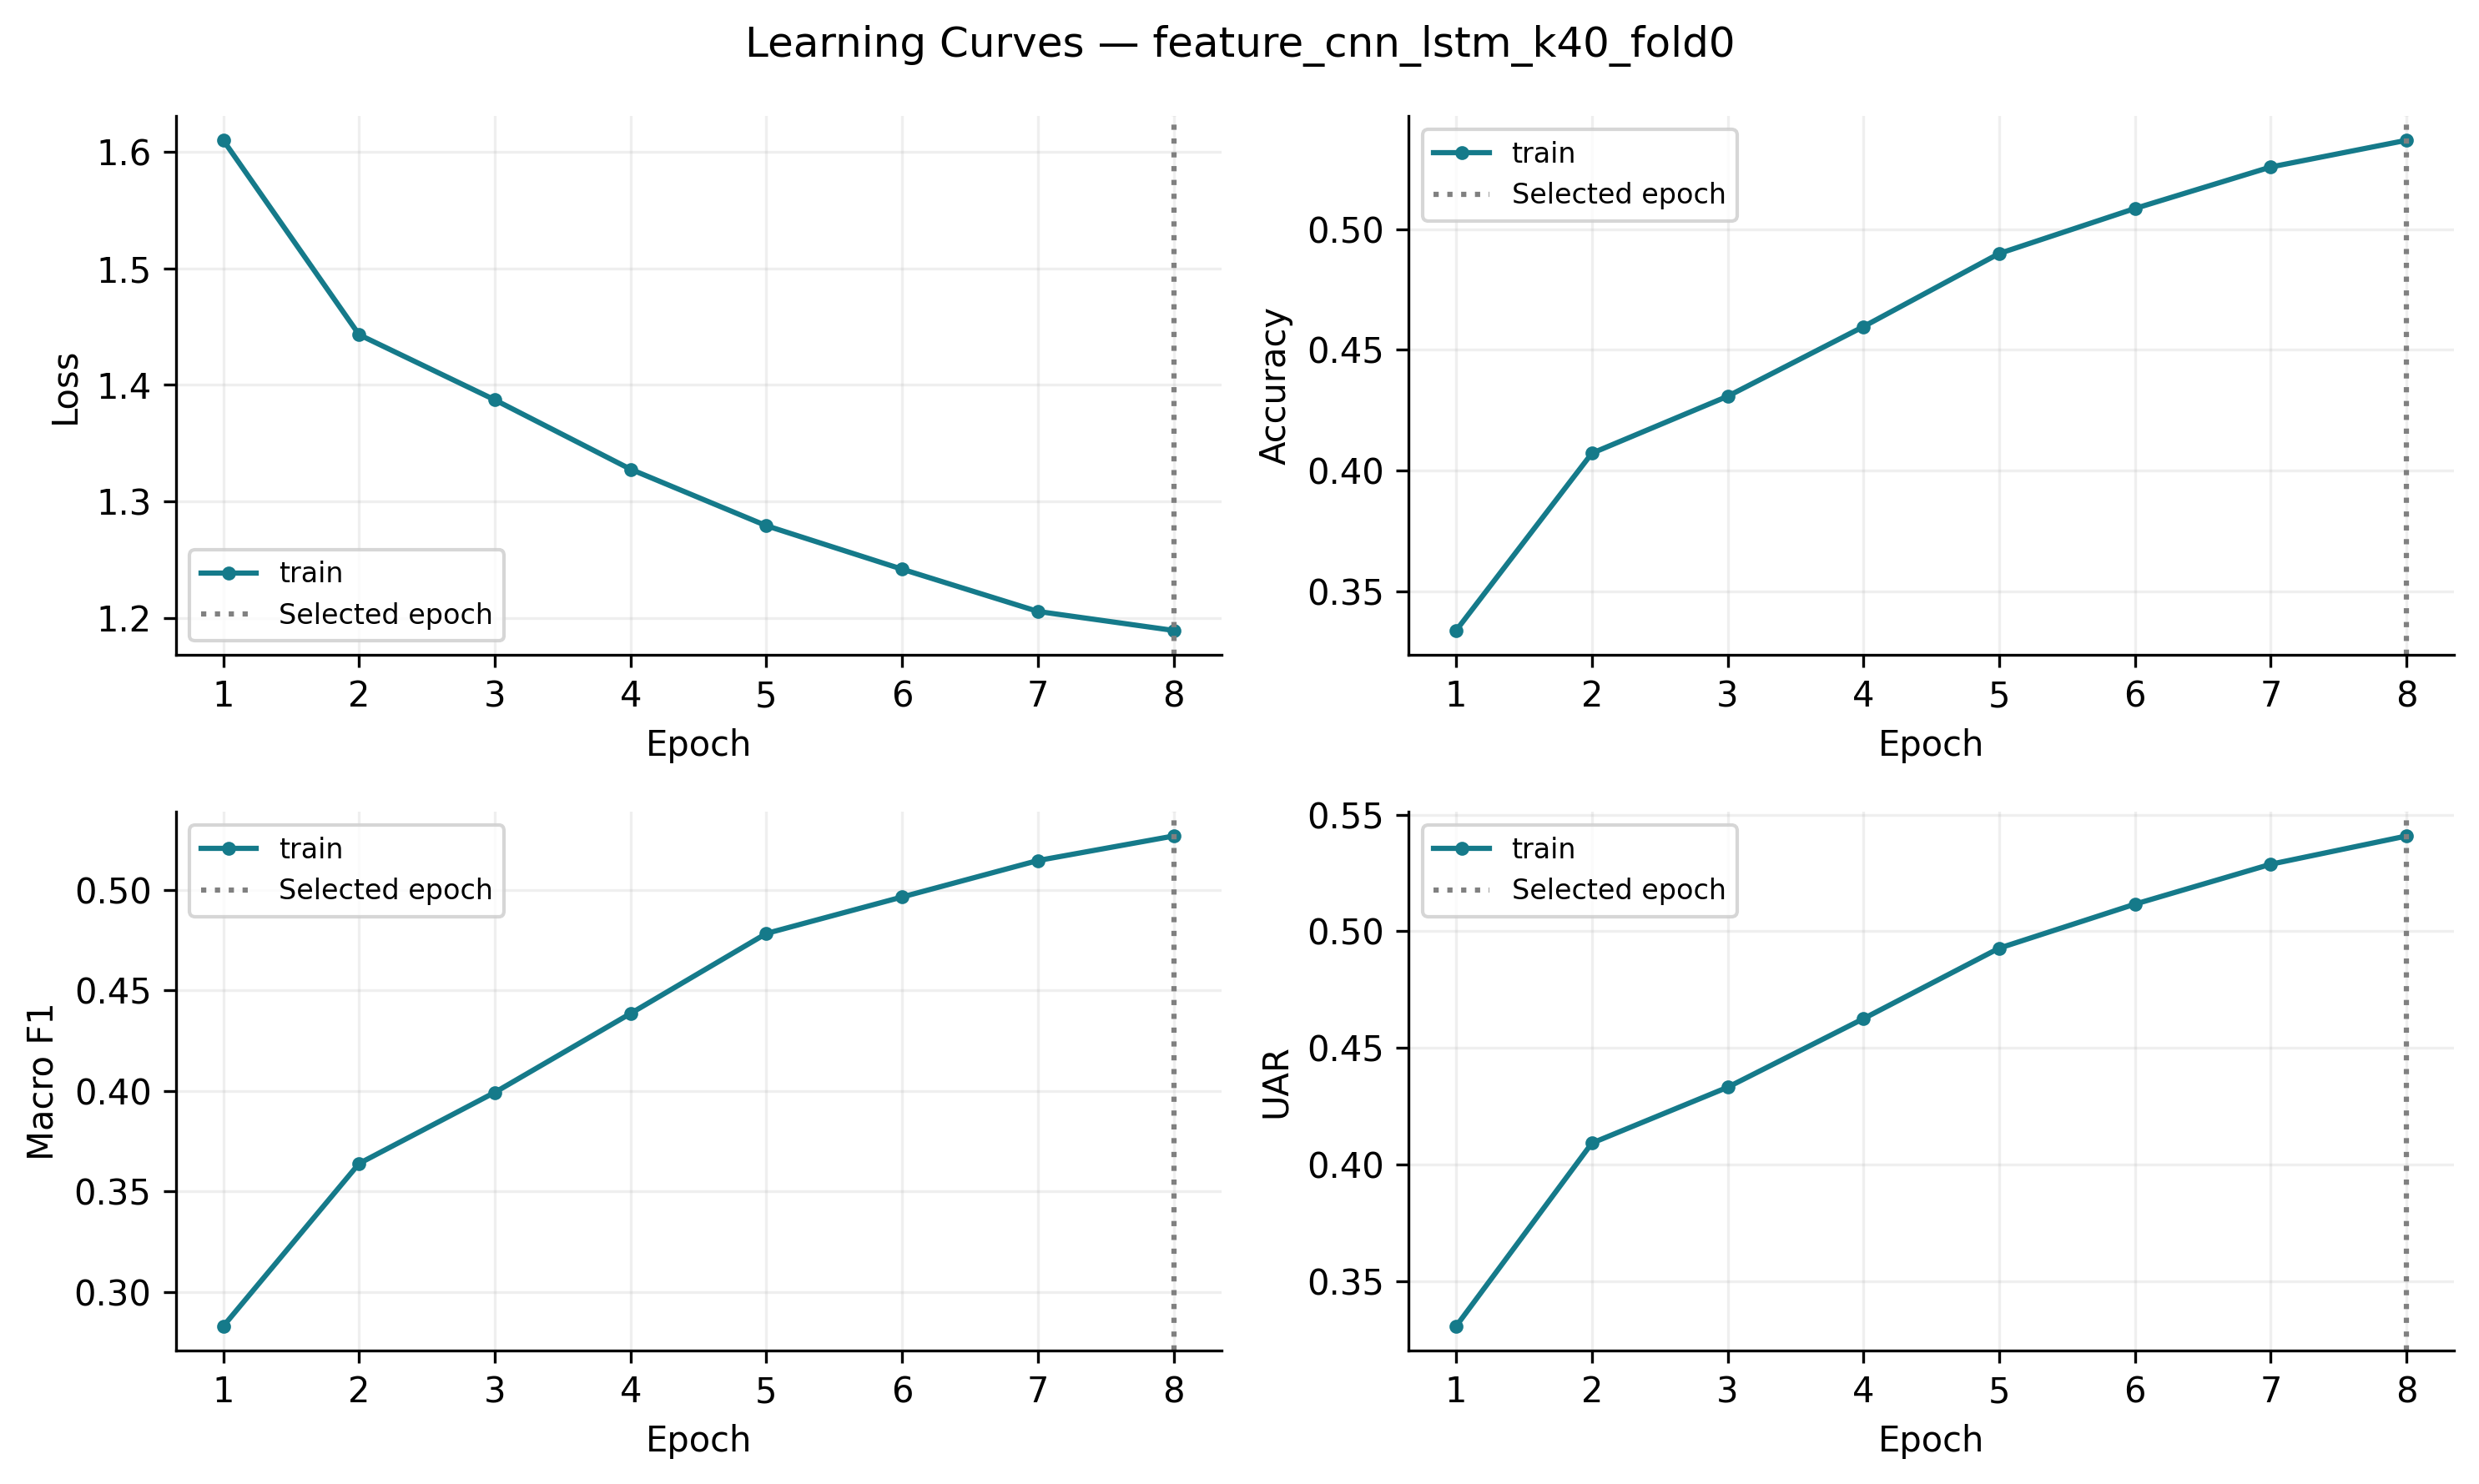 Learning Curves — feature_cnn_lstm_k40_fold0
Loss
1.6
1.5
1.4
1.3
1.2
train
Selected epoch
1 2 3 4 5 6 7 8
Epoch
Accuracy
0.50
0.45
0.40
0.35
train
Selected epoch
1 2 3 4 5 6 7 8
Epoch
Macro F1
0.50
0.45
0.40
0.35
0.30
train
Selected epoch
1 2 3 4 5 6 7 8
Epoch
UAR
0.55
0.50
0.45
0.40
0.35
train
Selected epoch
1 2 3 4 5 6 7 8
Epoch